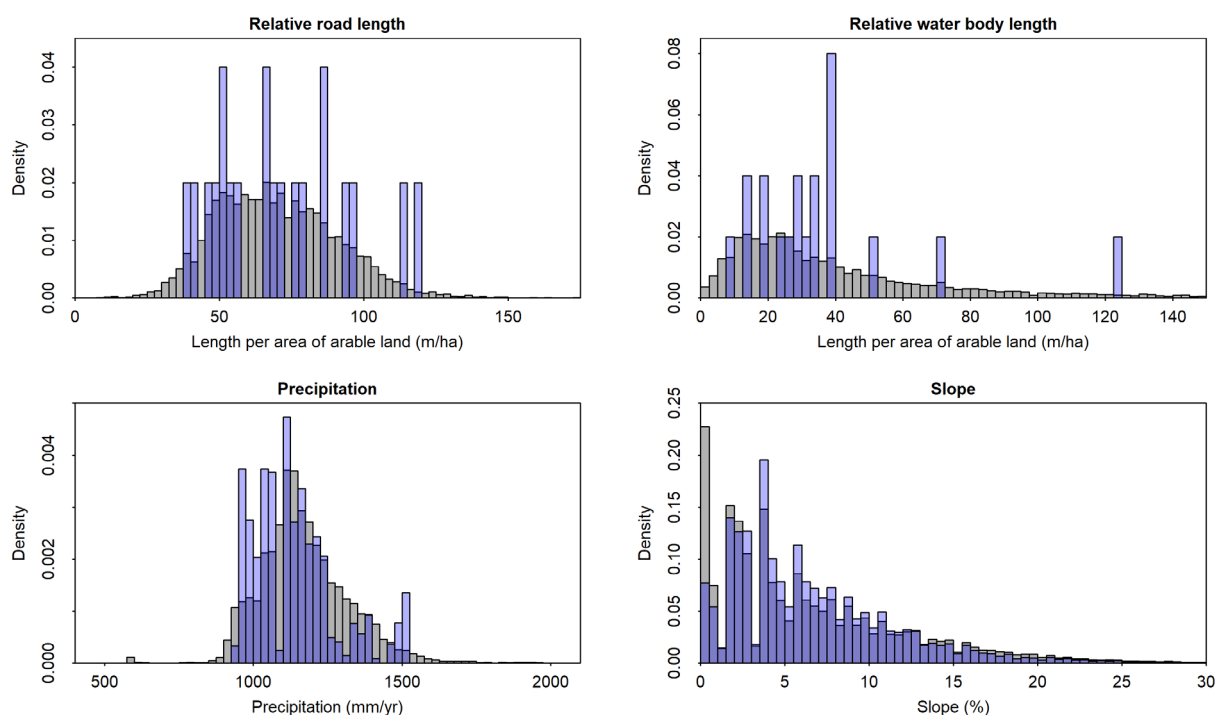 Relative road length
Density
0.00
0.01
0.02
0.03
0.04
0 50 100 150
Length per area of arable land (m/ha)
Relative water body length
Density
0.00
0.02
0.04
0.06
0.08
0 20 40 60 80 100 120 140
Length per area of arable land (m/ha)
Precipitation
Density
0.000
0.002
0.004
500 1000 1500 2000
Precipitation (mm/yr)
Slope
Density
0.00
0.05
0.10
0.15
0.20
0.25
0 5 10 15 20 25 30
Slope (%)